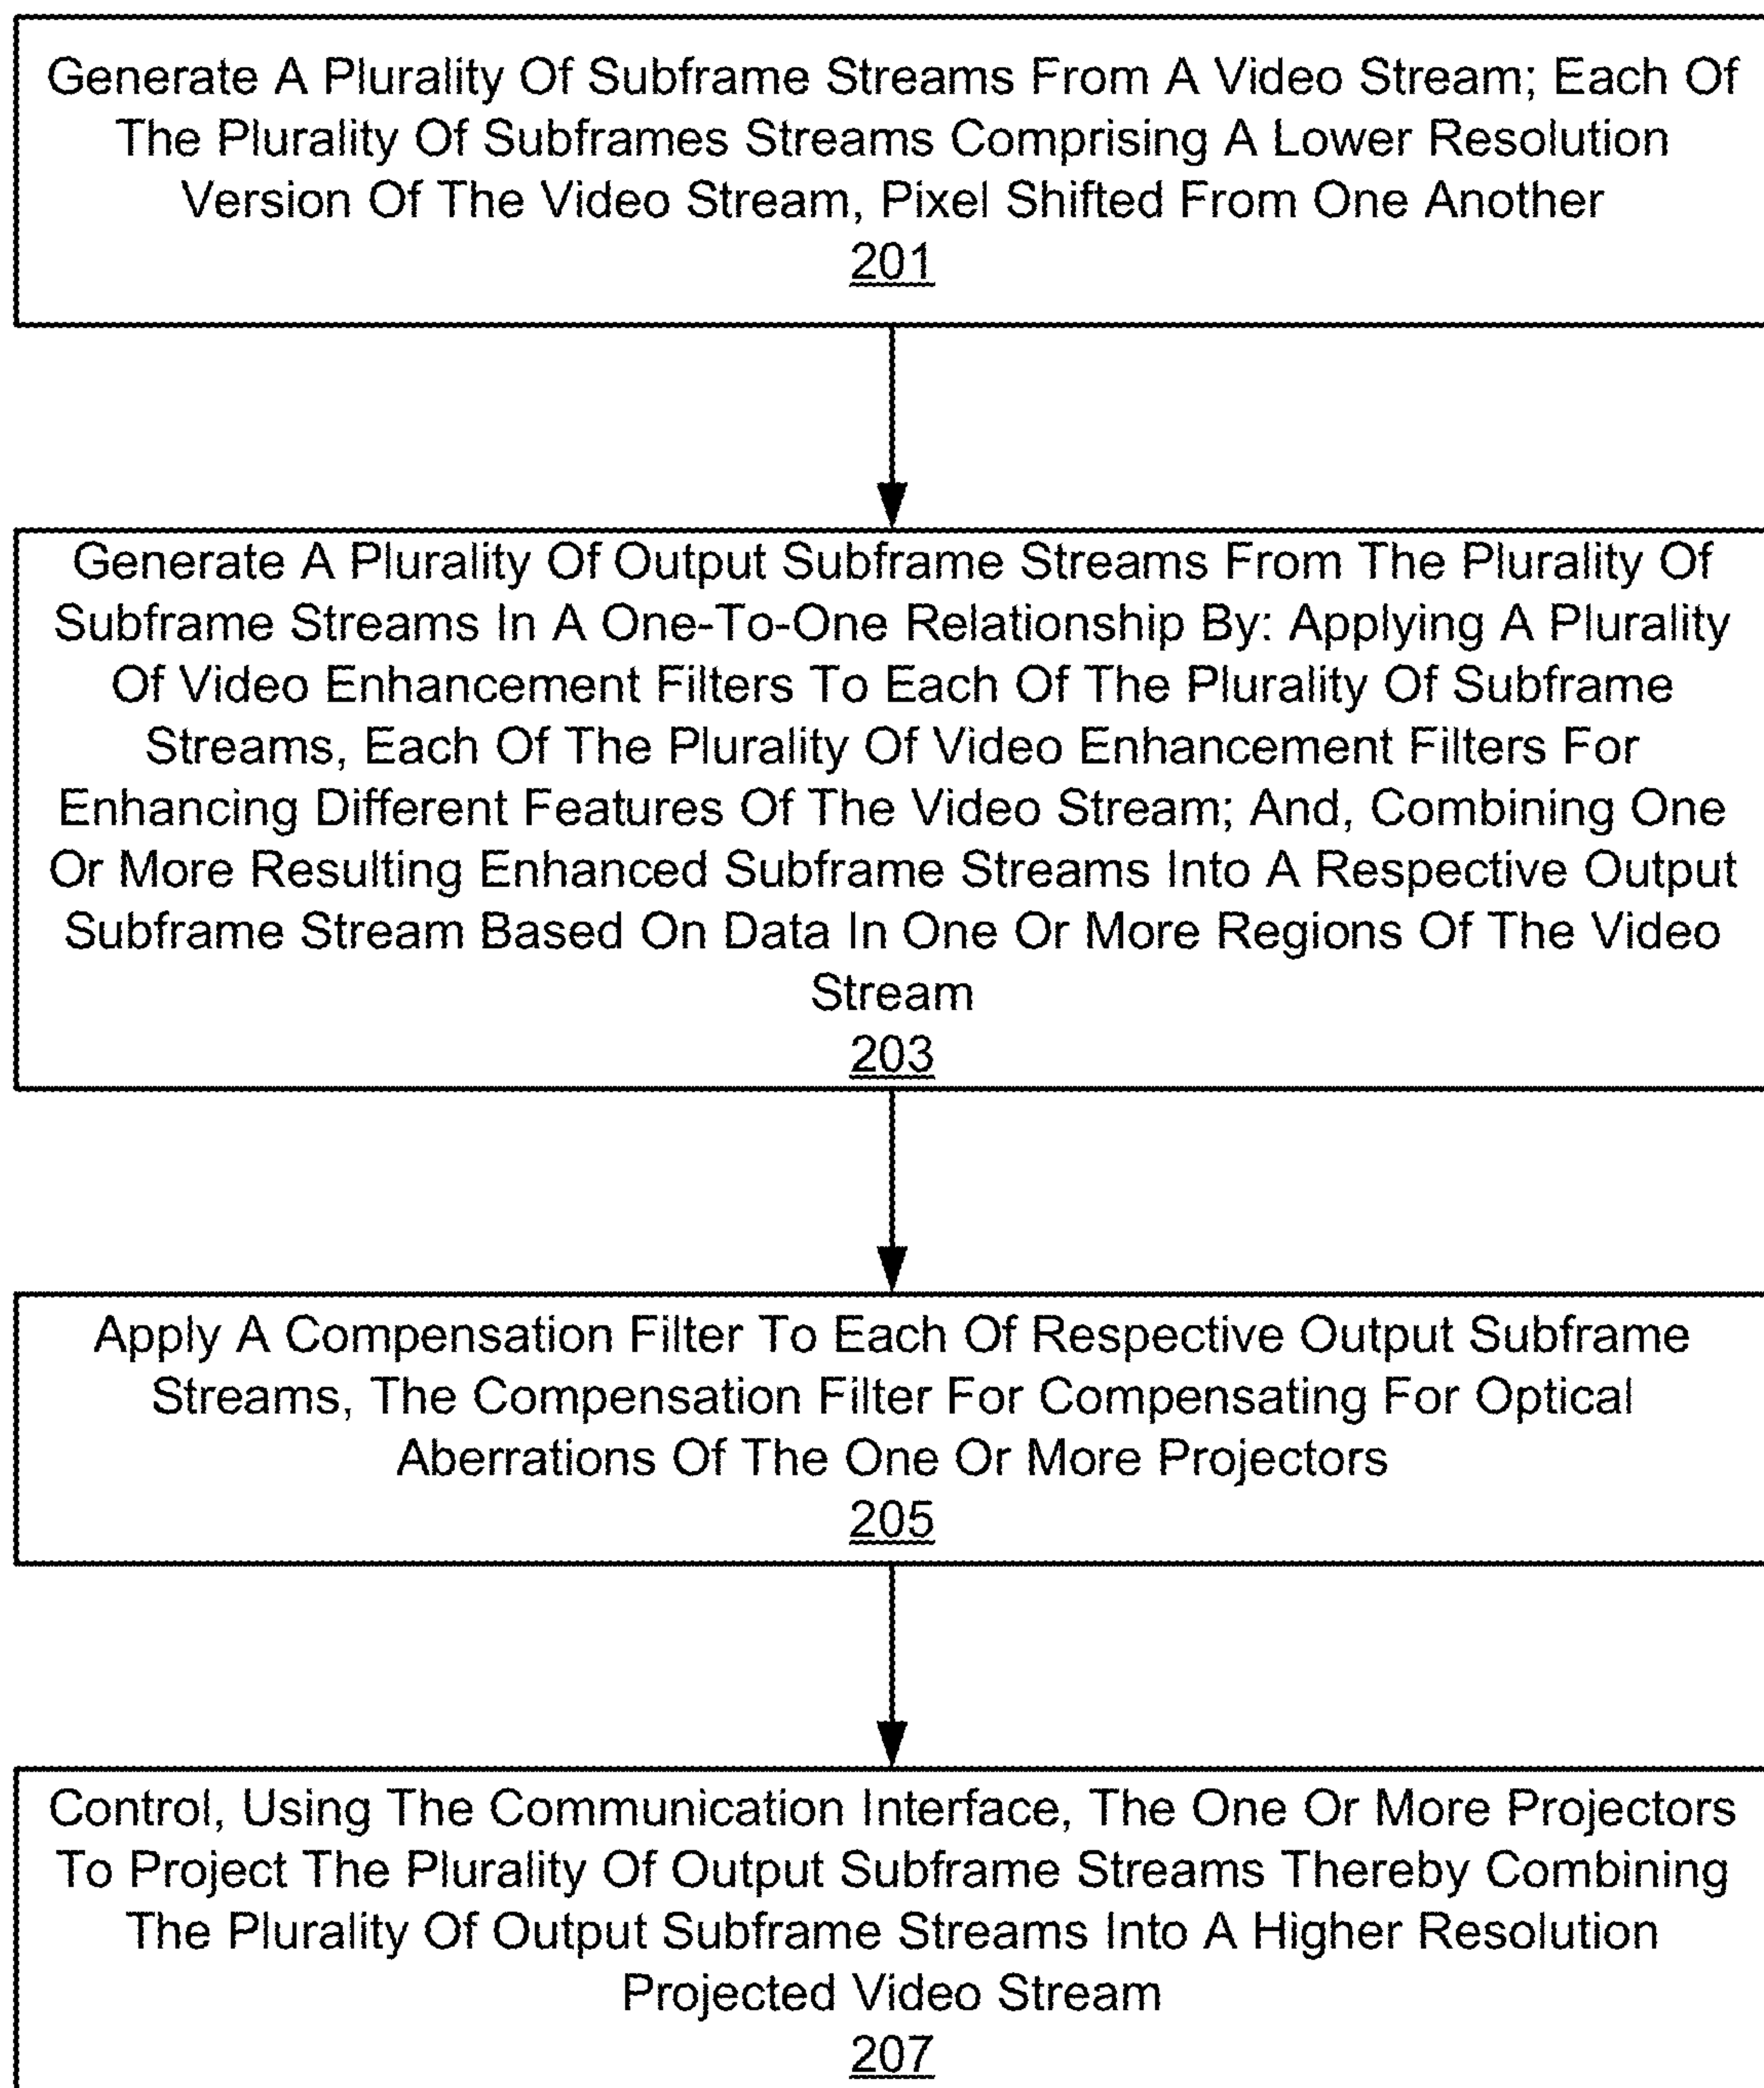 Generate A Plurality Of Subframe Streams From A Video Stream; Each Of
The Plurality Of Subframes Streams Comprising A Lower Resolution
Version Of The Video Stream, Pixel Shifted From One Another
201
Generate A Plurality Of Output Subframe Streams From The Plurality Of
Subframe Streams In A One-To-One Relationship By: Applying A Plurality
Of Video Enhancement Filters To Each Of The Plurality Of Subframe
Streams, Each Of The Plurality Of Video Enhancement Filters For
Enhancing Different Features Of The Video Stream; And, Combining One
Or More Resulting Enhanced Subframe Streams Into A Respective Output
Subframe Stream Based On Data In One Or More Regions Of The Video
Stream
203
Apply A Compensation Filter To Each Of Respective Output Subframe
Streams, The Compensation Filter For Compensating For Optical
Aberrations Of The One Or More Projectors
205
Control, Using The Communication Interface, The One Or More Projectors
To Project The Plurality Of Output Subframe Streams Thereby Combining
The Plurality Of Output Subframe Streams Into A Higher Resolution
Projected Video Stream
207